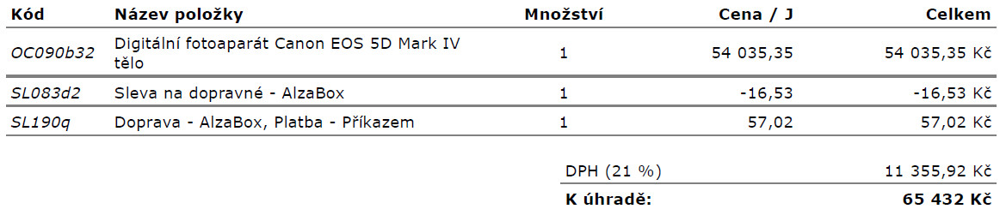 Kód Název položky Množství Cena / J Celkem
OC090b32 Digitální fotoaparát Canon EOS 5D Mark IV tělo 1 54 035,35 54 035,35 Kč
SL083d2 Sleva na dopravné - AlzaBox 1 -16,53 -16,53 Kč
SL190q Doprava - AlzaBox, Platba - Příkazem 1 57,02 57,02 Kč
DPH (21 %) 11 355,92 Kč
K úhradě: 65 432 Kč